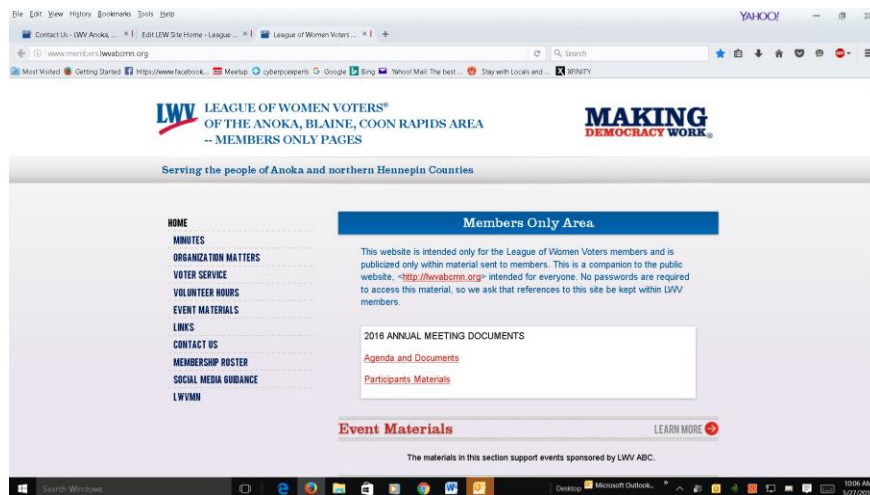 File Edit View History Bookmarks Tools Help
YAHOO!
Contact Us - LWV Anoka, ...
Edit LEW Site Home - League ...
League of Women Voters ...
www.members.lwvabcmn.org
Search
Most Visited Getting Started https://www.facebook... Meetup cyberpcexperts Google Bing Yahoo! Mail: The best ... Stay with Locals and ... XFINITY
LWV LEAGUE OF WOMEN VOTERS®
OF THE ANOKA, BLAINE, COON RAPIDS AREA
-- MEMBERS ONLY PAGES
MAKING
DEMOCRACY WORK®
Serving the people of Anoka and northern Hennepin Counties
HOME
MINUTES
ORGANIZATION MATTERS
VOTER SERVICE
VOLUNTEER HOURS
EVENT MATERIALS
LINKS
CONTACT US
MEMBERSHIP ROSTER
SOCIAL MEDIA GUIDANCE
LWVMN
Members Only Area
This website is intended only for the League of Women Voters members and is
publicized only within material sent to members. This is a companion to the public
website, <http://lwvabcmn.org> intended for everyone. No passwords are required
to access this material, so we ask that references to this site be kept within LWV
members.
2016 ANNUAL MEETING DOCUMENTS
Agenda and Documents
Participants Materials
Event Materials
LEARN MORE
The materials in this section support events sponsored by LWV ABC.
Search Windows
Desktop
Microsoft Outlook...
10:06 AM